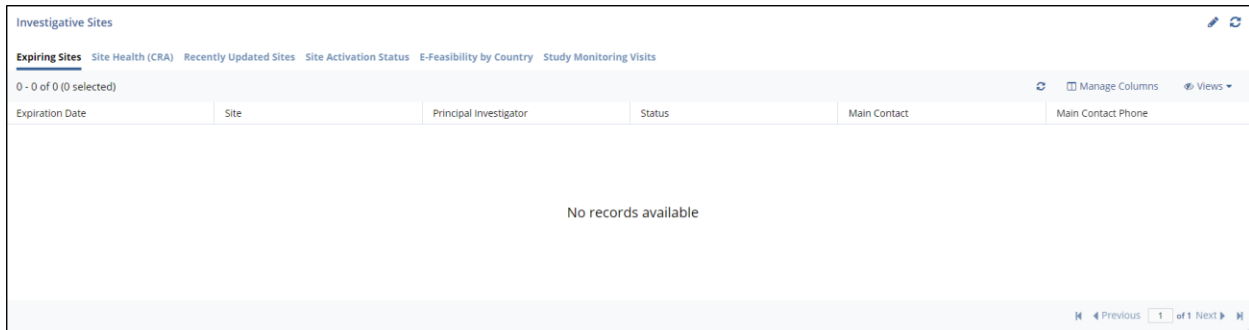 Investigative Sites
Expiring Sites Site Health (CRA) Recently Updated Sites Site Activation Status E-Feasibility by Country Study Monitoring Visits
0 - 0 of 0 (0 selected) Manage Columns Views
Expiration Date Site Principal Investigator Status Main Contact Main Contact Phone
No records available
Previous 1 of 1 Next